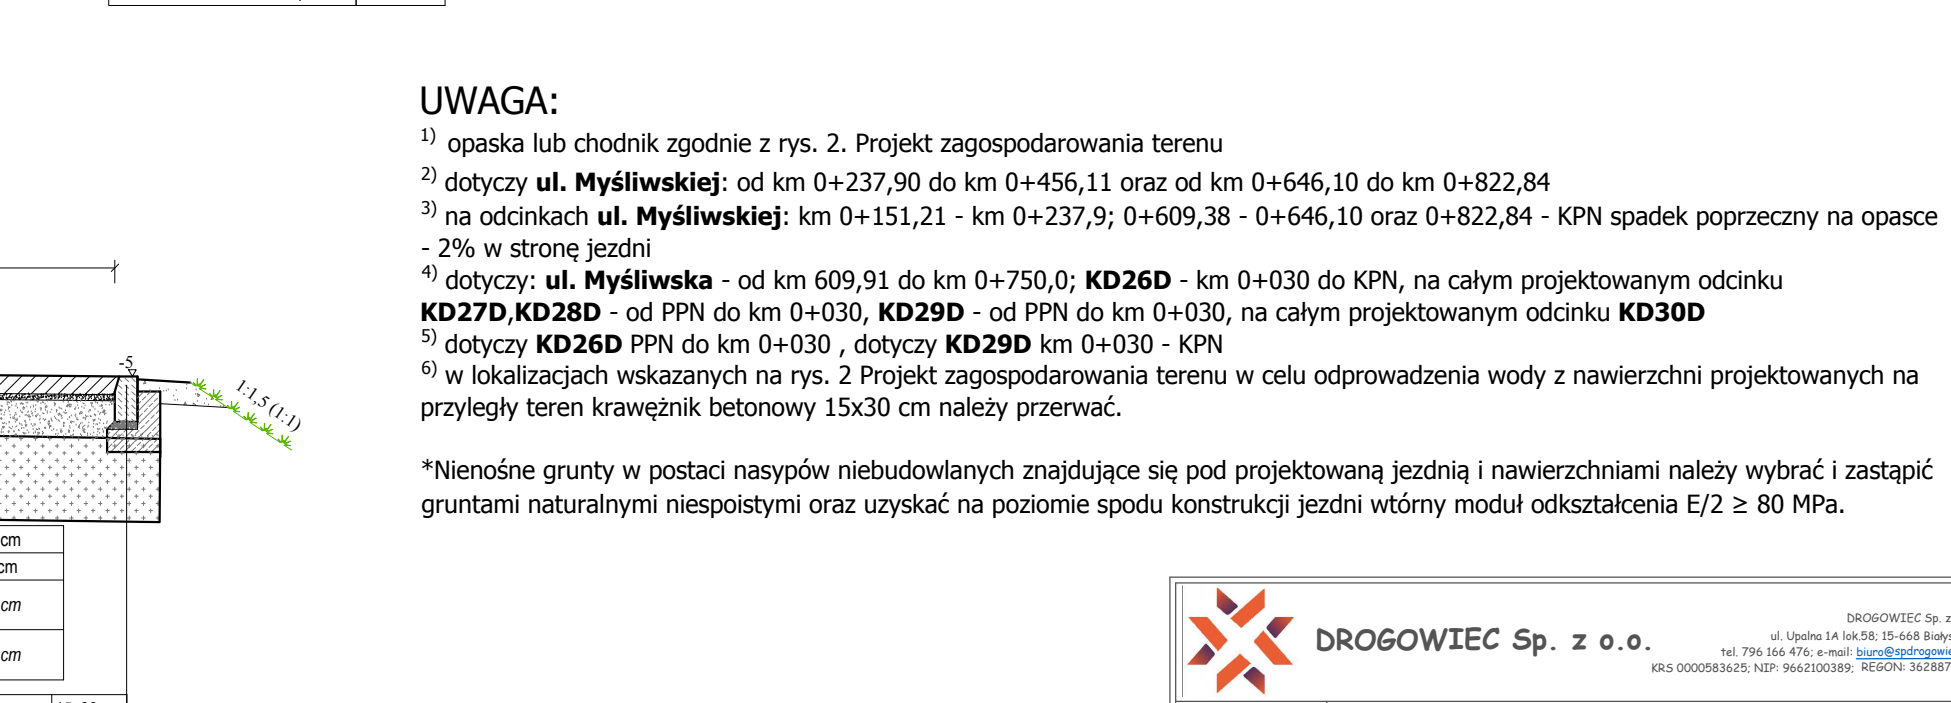 UWAGA:
1) opaska lub chodnik zgodnie z rys. 2. Projekt zagospodarowania terenu
2) dotyczy ul. Myśliwskiej: od km 0+237,90 do km 0+456,11 oraz od km 0+646,10 do km 0+822,84
3) na odcinkach ul. Myśliwskiej: km 0+151,21 - km 0+237,9; 0+609,38 - 0+646,10 oraz 0+822,84 - KPN spadek poprzeczny na opasce
- 2% w stronę jezdni
4) dotyczy: ul. Myśliwska - od km 609,91 do km 0+750,0; KD26D - km 0+030 do KPN, na całym projektowanym odcinku
KD27D,KD28D - od PPN do km 0+030, KD29D - od PPN do km 0+030, na całym projektowanym odcinku KD30D
5) dotyczy KD26D PPN do km 0+030 , dotyczy KD29D km 0+030 - KPN
6) w lokalizacjach wskazanych na rys. 2 Projekt zagospodarowania terenu w celu odprowadzenia wody z nawierzchni projektowanych na
przyległy teren krawężnik betonowy 15x30 cm należy przerwać.
*Nienośne grunty w postaci nasypów niebudowlanych znajdujące się pod projektowaną jezdnią i nawierzchniami należy wybrać i zastąpić
gruntami naturalnymi niespoistymi oraz uzyskać na poziomie spodu konstrukcji jezdni wtórny moduł odkształcenia E/2 ≥ 80 MPa.
-5
1:1,5 (1:1)
cm
cm
cm
cm
DROGOWIEC Sp. z o.o.
DROGOWIEC Sp. z
ul. Upalna 1A lok.58; 15-668 Białys
tel. 796 166 476; e-mail: biuro@spdrogowie
KRS 0000583625; NIP: 9662100389; REGON: 362887